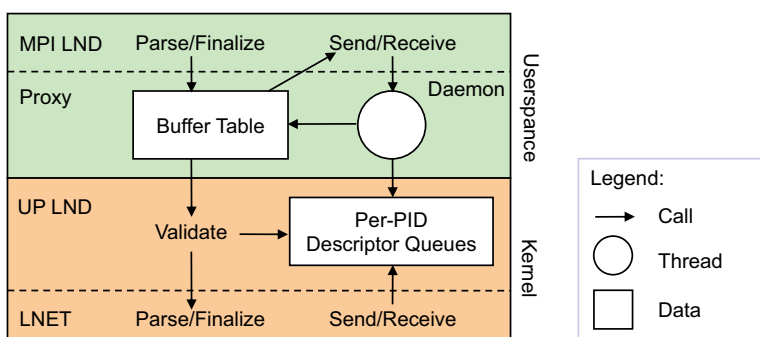 MPI LND
Parse/Finalize
Send/Receive
Proxy
Daemon
Buffer Table
Userspance
UP LND
Validate
Per-PID
Descriptor Queues
Kernel
LNET
Parse/Finalize
Send/Receive
Legend:
Call
Thread
Data